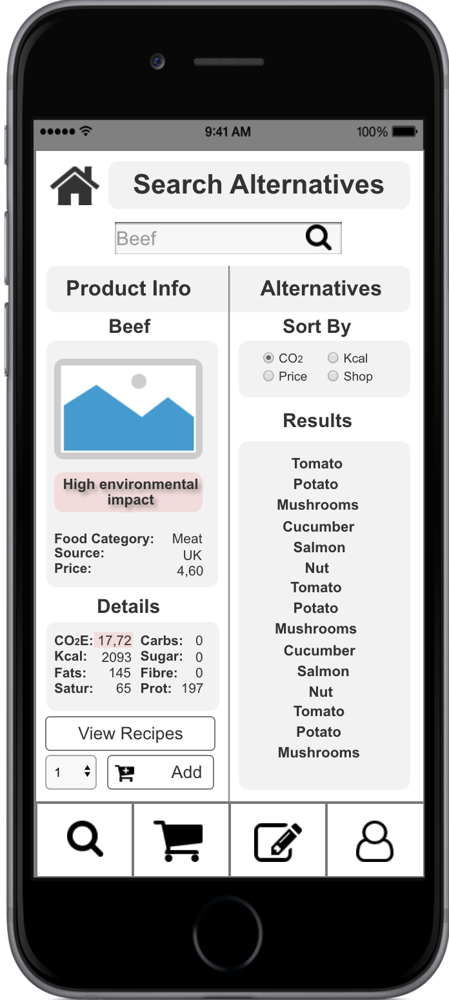 9:41 AM 100%
Search Alternatives
Beef
Product Info
Beef
High environmental
impact
Food Category: Meat
Source: UK
Price: 4,60
Details
CO2E: 17,72 Carbs: 0
Kcal: 2093 Sugar: 0
Fats: 145 Fibre: 0
Satur: 65 Prot: 197
View Recipes
1 Add
Alternatives
Sort By
CO2 Kcal
Price Shop
Results
Tomato
Potato
Mushrooms
Cucumber
Salmon
Nut
Tomato
Potato
Mushrooms
Cucumber
Salmon
Nut
Tomato
Potato
Mushrooms